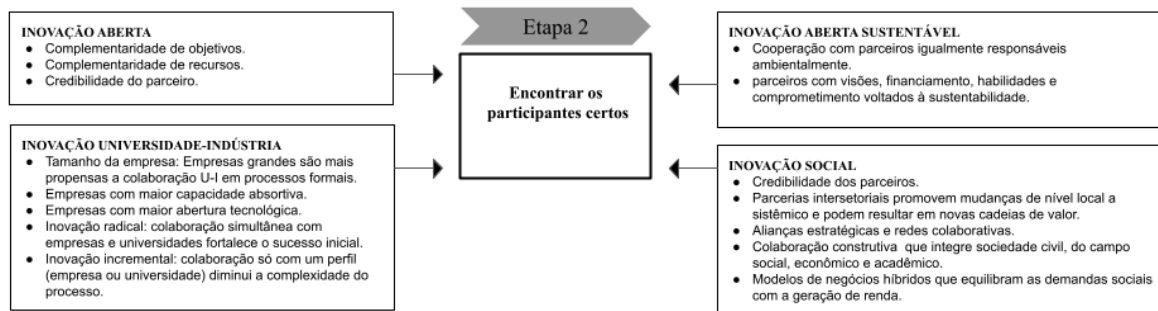 INOVAÇÃO ABERTA
● Complementaridade de objetivos.
● Complementaridade de recursos.
● Credibilidade do parceiro.
INOVAÇÃO UNIVERSIDADE-INDÚSTRIA
● Tamanho da empresa: Empresas grandes são mais
propensas a colaboração U-I em processos formais.
● Empresas com maior capacidade absortiva.
● Empresas com maior abertura tecnológica.
● Inovação radical: colaboração simultânea com
empresas e universidades fortalece o sucesso inicial.
● Inovação incremental: colaboração só com um perfil
(empresa ou universidade) diminui a complexidade do
processo.
Etapa 2
Encontrar os
participantes certos
INOVAÇÃO ABERTA SUSTENTÁVEL
● Cooperação com parceiros igualmente responsáveis
ambientalmente.
● parceiros com visões, financiamento, habilidades e
comprometimento voltados à sustentabilidade.
INOVAÇÃO SOCIAL
● Credibilidade dos parceiros.
● Parcerias intersetoriais promovem mudanças de nível local a
sistêmico e podem resultar em novas cadeias de valor.
● Alianças estratégicas e redes colaborativas.
● Colaboração construtiva que integre sociedade civil, do campo
social, econômico e acadêmico.
● Modelos de negócios híbridos que equilibram as demandas sociais
com a geração de renda.